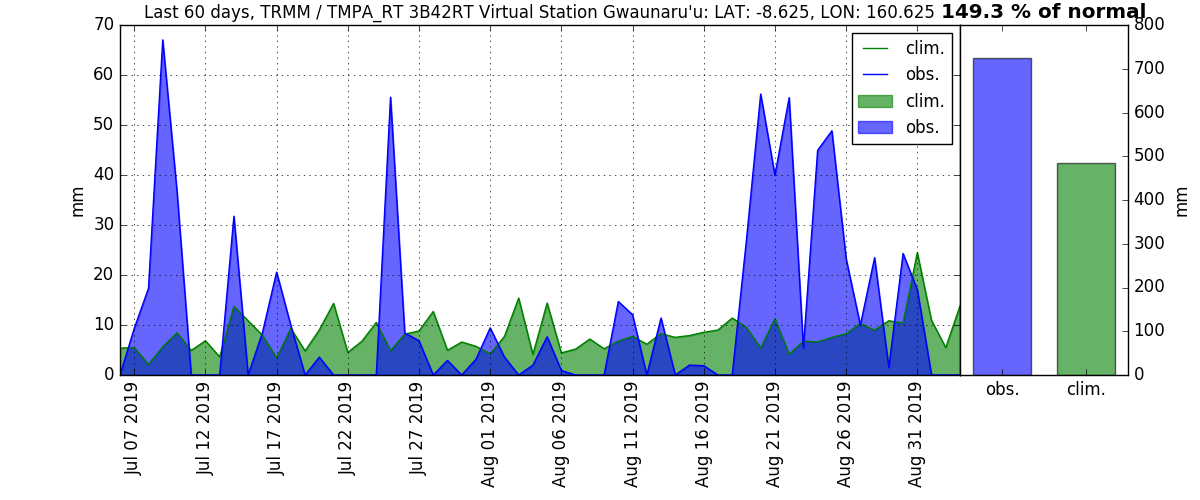 Last 60 days, TRMM / TMPA_RT 3B42RT Virtual Station Gwaunaru'u: LAT: -8.625, LON: 160.625 149.3 % of normal
70
60
50
40
30
20
10
0
mm
clim.
obs.
clim.
obs.
Jul 07 2019
Jul 12 2019
Jul 17 2019
Jul 22 2019
Jul 27 2019
Aug 01 2019
Aug 06 2019
Aug 11 2019
Aug 16 2019
Aug 21 2019
Aug 26 2019
Aug 31 2019
800
700
600
500
400
300
200
100
0
mm
obs.
clim.